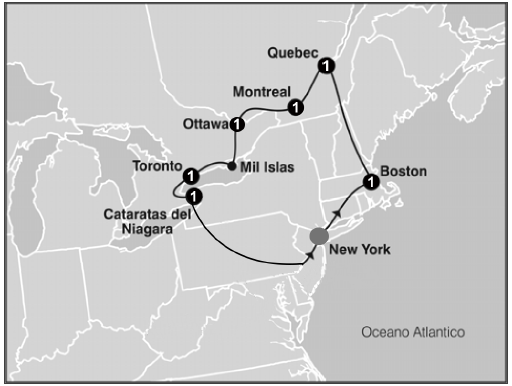 Quebec
1
Montreal
1
Ottawa
1
Toronto
1
Mil Islas
Boston
1
Cataratas del
Niagara
1
New York
Oceano Atlantico